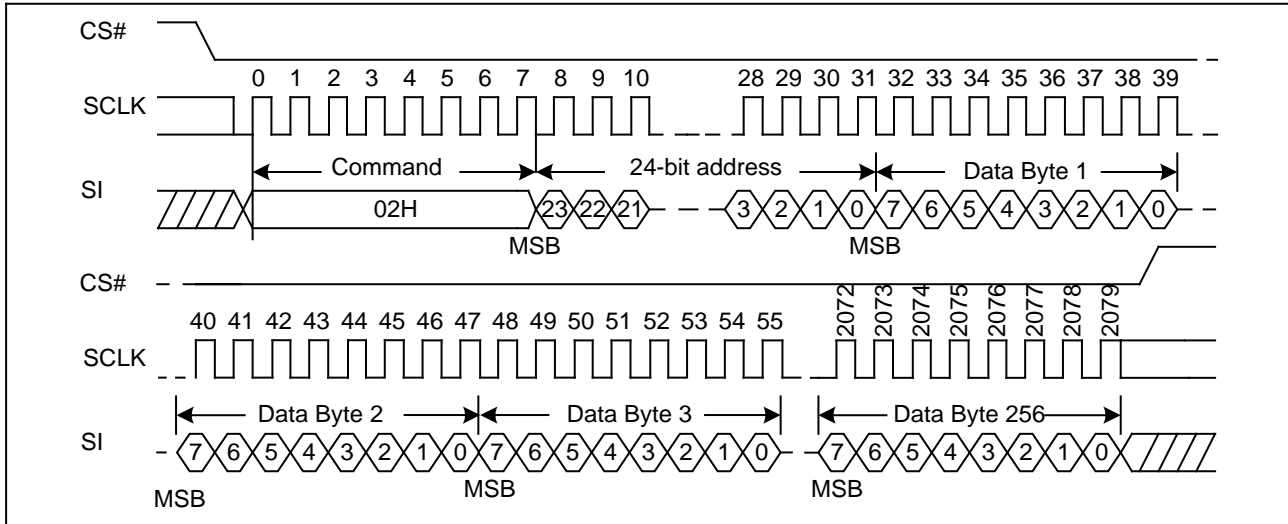 CS#
0 1 2 3 4 5 6 7 8 9 10 28 29 30 31 32 33 34 35 36 37 38 39
SCLK
Command 24-bit address Data Byte 1
SI
02H 23 22 21 3 2 1 0 7 6 5 4 3 2 1 0
MSB MSB
CS#
40 41 42 43 44 45 46 47 48 49 50 51 52 53 54 55 2072 2073 2074 2075 2076 2077 2078 2079
SCLK
Data Byte 2 Data Byte 3 Data Byte 256
SI
7 6 5 4 3 2 1 0 7 6 5 4 3 2 1 0 7 6 5 4 3 2 1 0
MSB MSB MSB